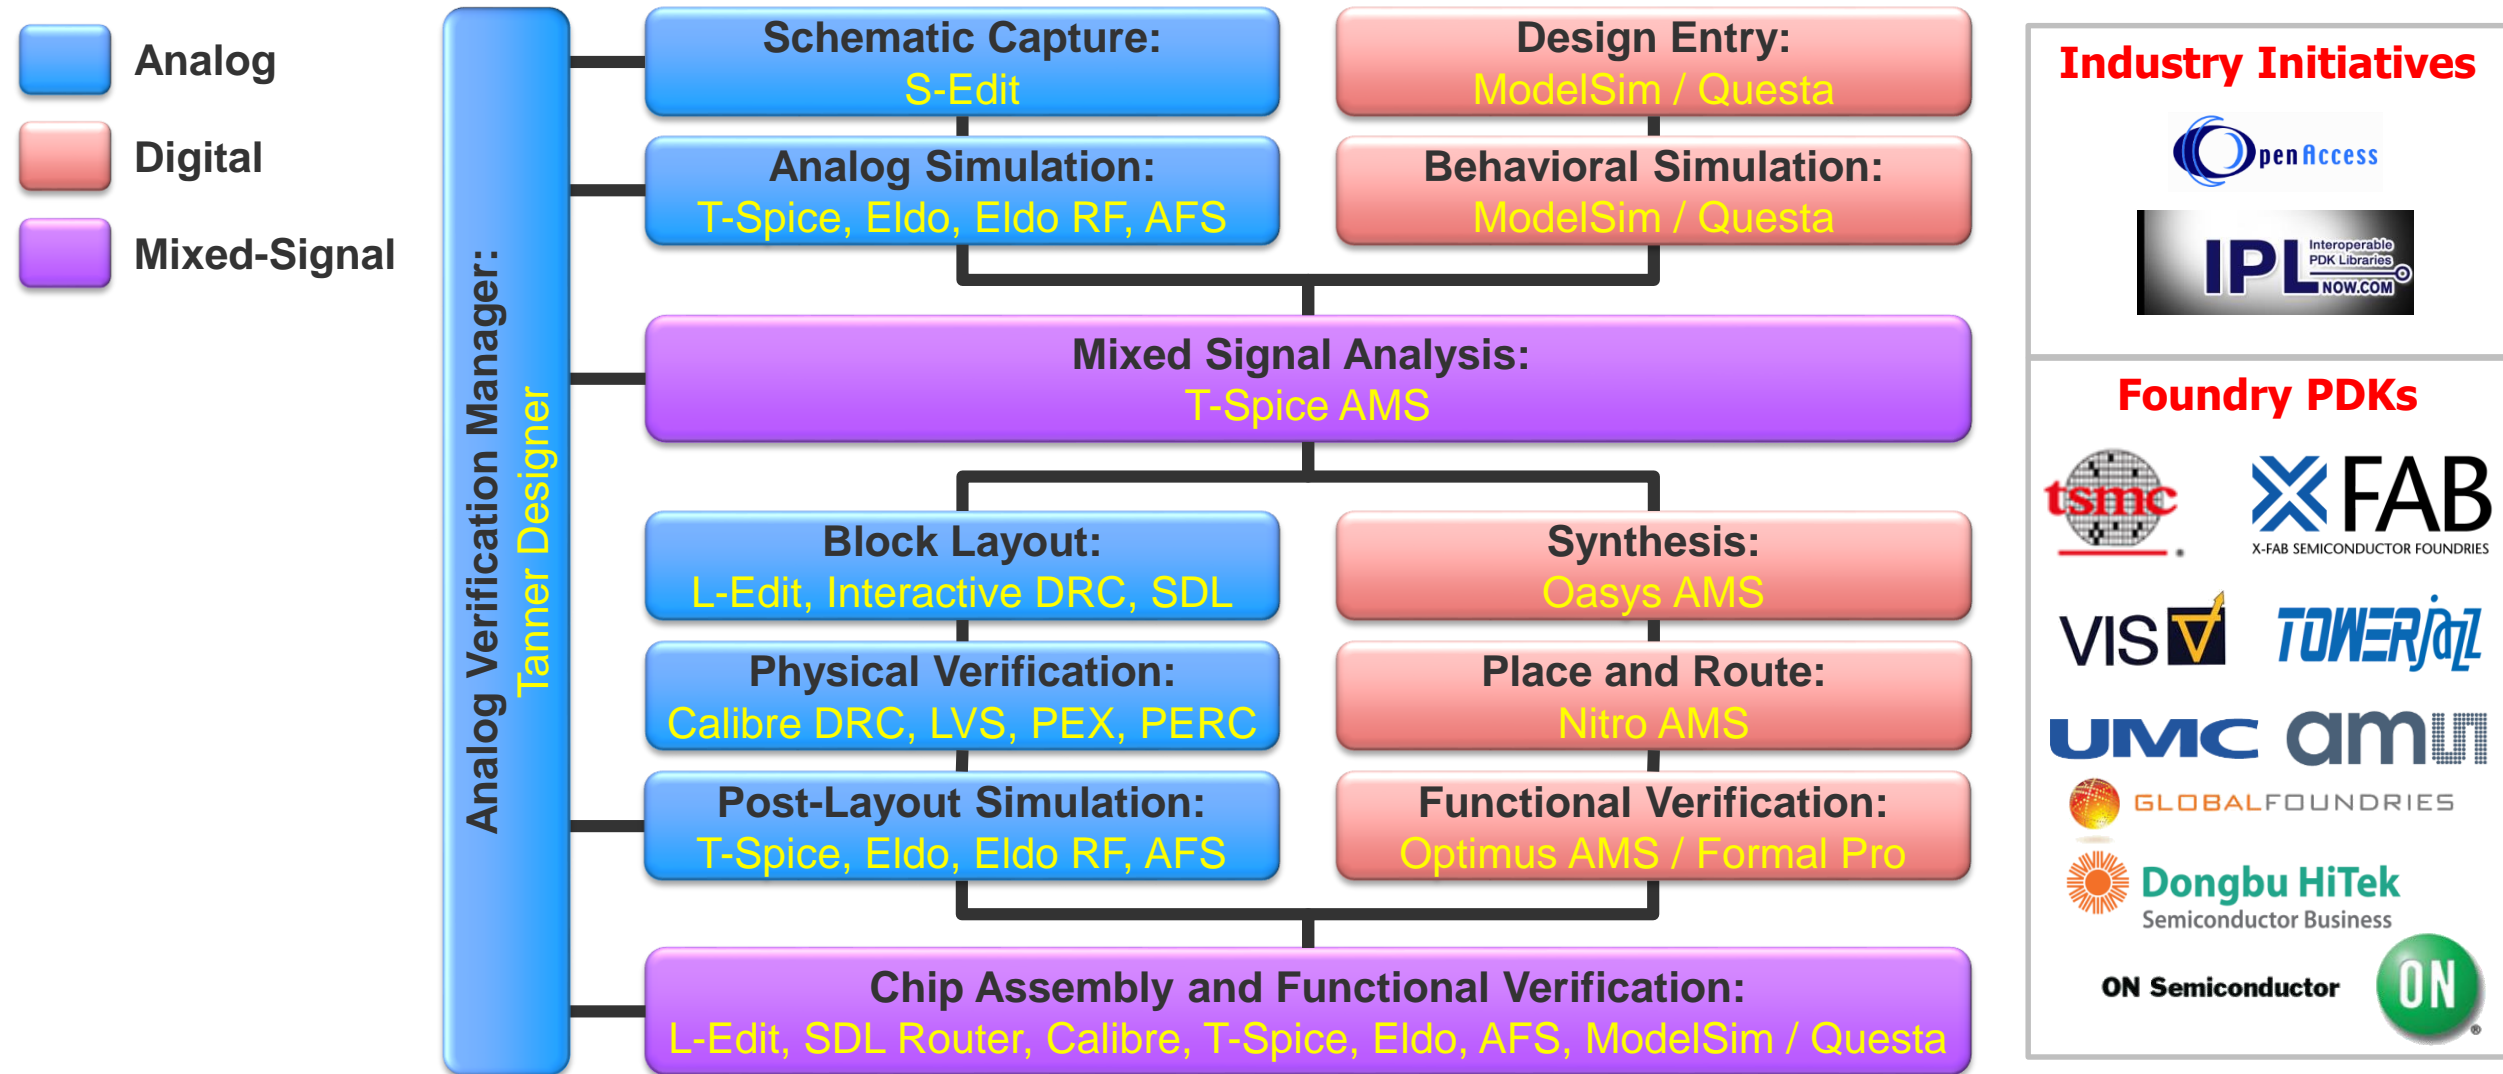 Analog
Digital
Mixed-Signal
Analog Verification Manager:
Tanner Designer
Schematic Capture:
S-Edit
Design Entry:
ModelSim / Questa
Analog Simulation:
T-Spice, Eldo, Eldo RF, AFS
Behavioral Simulation:
ModelSim / Questa
Mixed Signal Analysis:
T-Spice AMS
Block Layout:
L-Edit, Interactive DRC, SDL
Synthesis:
Oasys AMS
Physical Verification:
Calibre DRC, LVS, PEX, PERC
Place and Route:
Nitro AMS
Post-Layout Simulation:
T-Spice, Eldo, Eldo RF, AFS
Functional Verification:
Optimus AMS / Formal Pro
Chip Assembly and Functional Verification:
L-Edit, SDL Router, Calibre, T-Spice, Eldo, AFS, ModelSim / Questa
Industry Initiatives
OpenAccess
IPL
Interoperable
PDK Libraries
NOW.COM
Foundry PDKs
tsmc
XFAB
X-FAB SEMICONDUCTOR FOUNDRIES
VIS
TOWERjazz
UMC
amu
GLOBALFOUNDRIES
Dongbu HiTek
Semiconductor Business
ON Semiconductor
ON